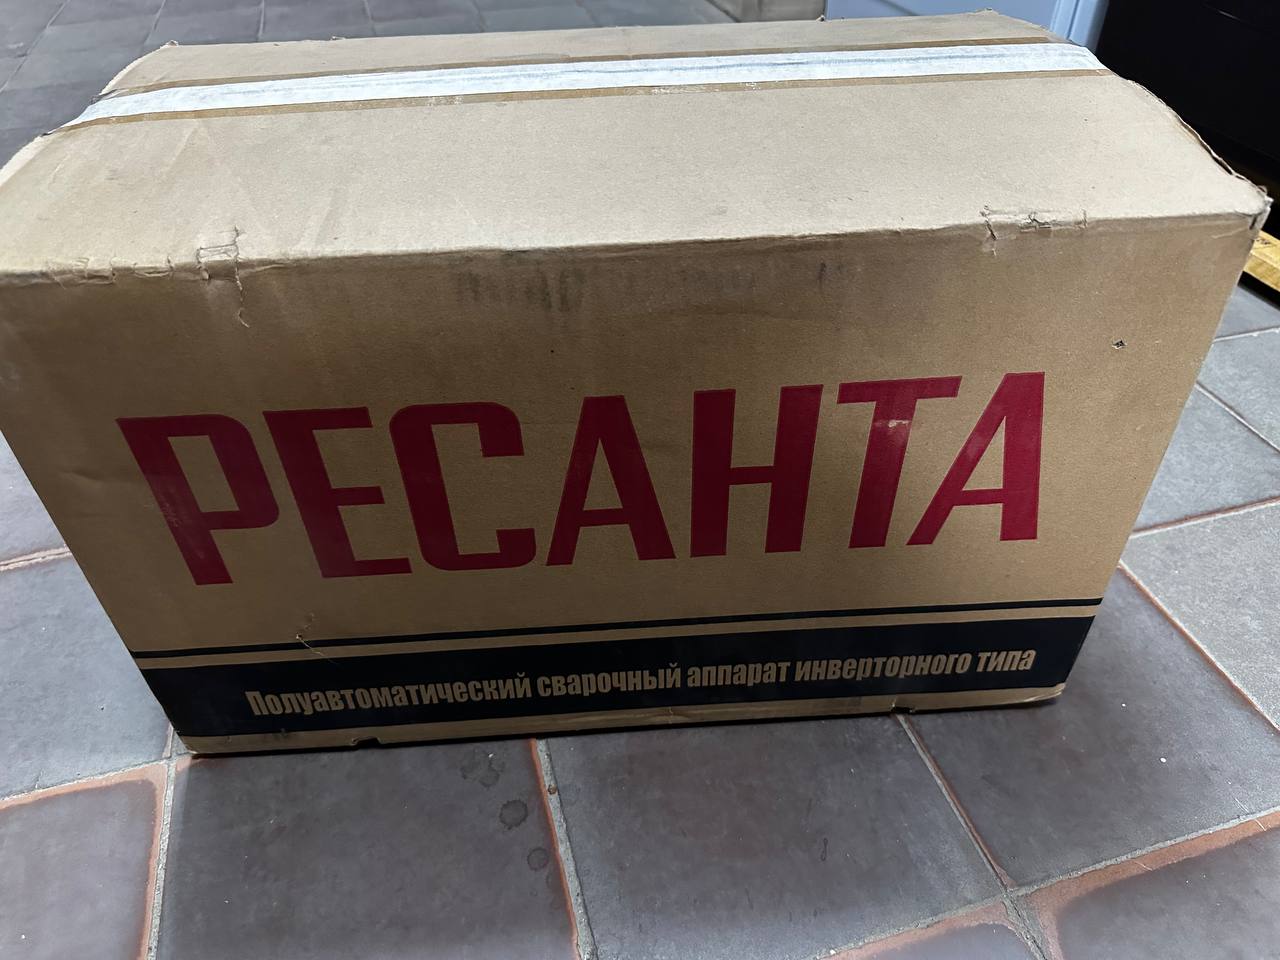 РЕСАНТА
Полуавтоматический сварочный аппарат инверторного типа